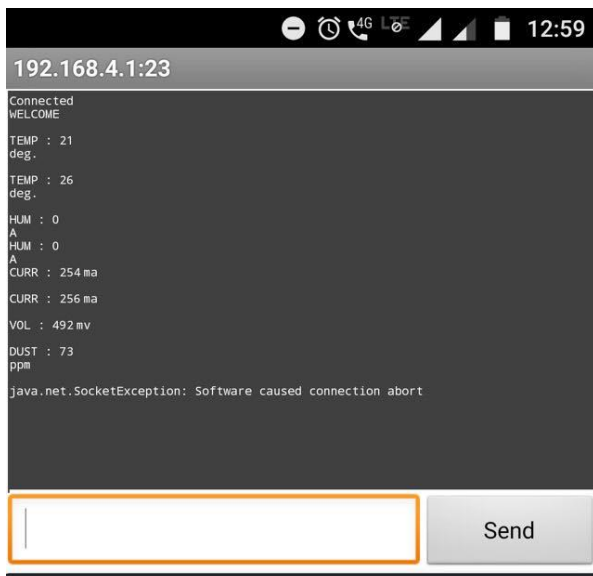 4G LTE 12:59
192.168.4.1:23
Connected
WELCOME
TEMP : 21
deg.
TEMP : 26
deg.
HUM : 0
A
HUM : 0
A
CURR : 254 ma
CURR : 256 ma
VOL : 492 mv
DUST : 73
ppm
java.net.SocketException: Software caused connection abort
Send